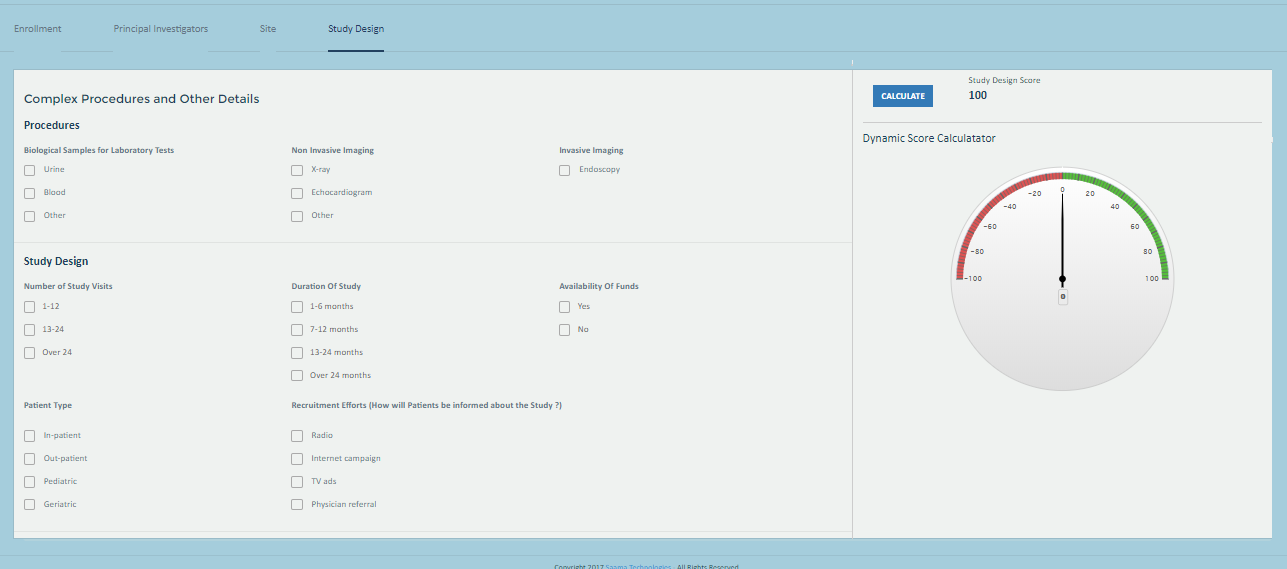 Enrollment
Principal Investigators
Site
Study Design
Complex Procedures and Other Details
Procedures
Biological Samples for Laboratory Tests
Urine
Blood
Other
Non Invasive Imaging
X-ray
Echocardiogram
Other
Invasive Imaging
Endoscopy
Study Design
Number of Study Visits
1-12
13-24
Over 24
Duration Of Study
1-6 months
7-12 months
13-24 months
Over 24 months
Availability Of Funds
Yes
No
Patient Type
In-patient
Out-patient
Pediatric
Geriatric
Recruitment Efforts (How will Patients be informed about the Study ?)
Radio
Internet campaign
TV ads
Physician referral
CALCULATE
Study Design Score
100
Dynamic Score Calculatator
-100
-80
-60
-40
-20
0
20
40
60
80
100
0
Copyright 2017 Saama Technologies - All Rights Reserved